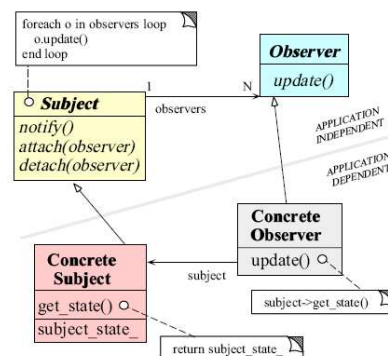 foreach o in observers loop
o.update()
end loop
Observer
update()
1
N
observers
Subject
notify()
attach(observer)
detach(observer)
APPLICATION
INDEPENDENT
APPLICATION
DEPENDENT
Concrete
Observer
update()
Concrete
Subject
subject
get_state()
subject_state_
subject->get_state()
return subject_state_